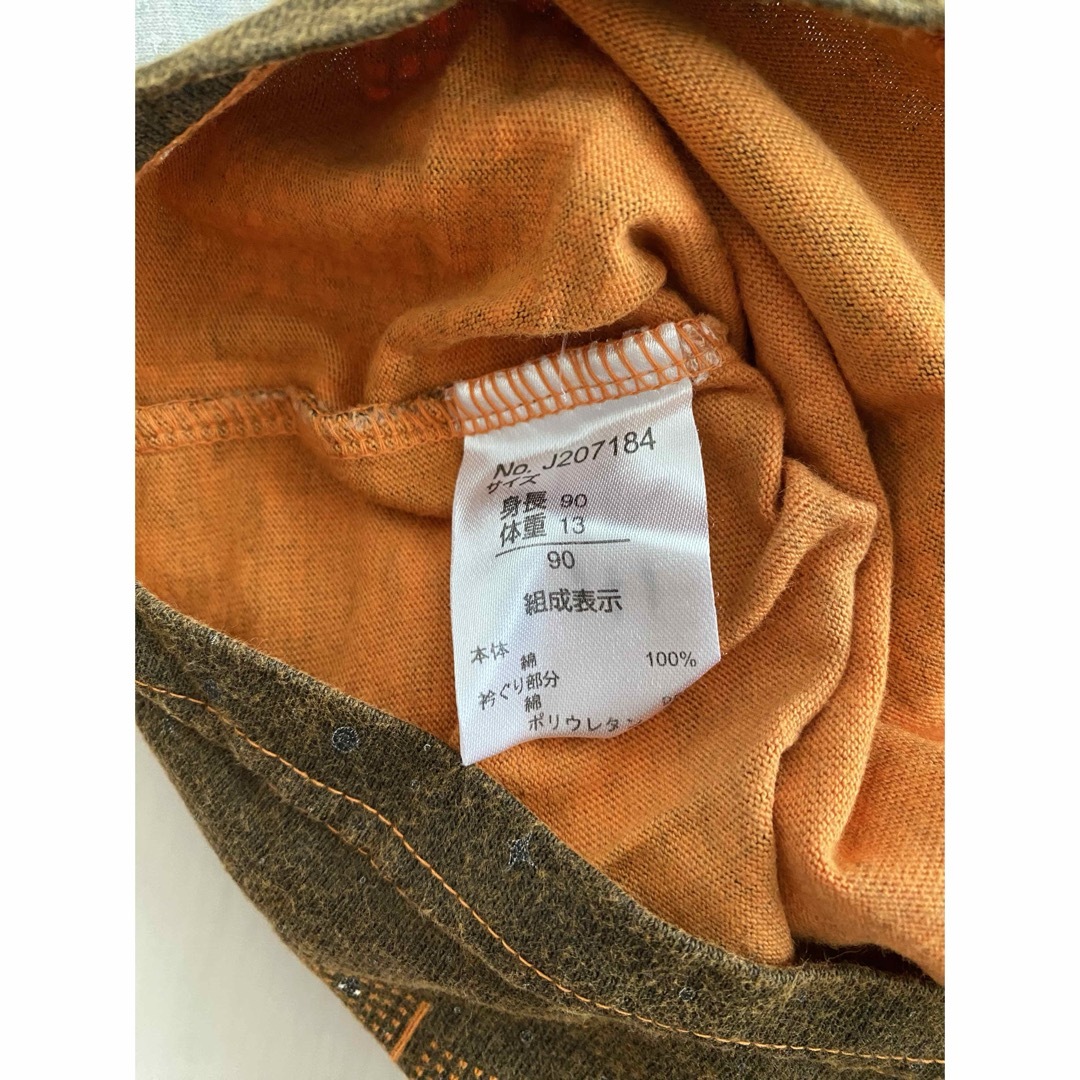 No. J207184
サイズ
身長 90
体重 13
90
組成表示
本体 綿 100%
衿ぐり部分
綿
ポリウレタン